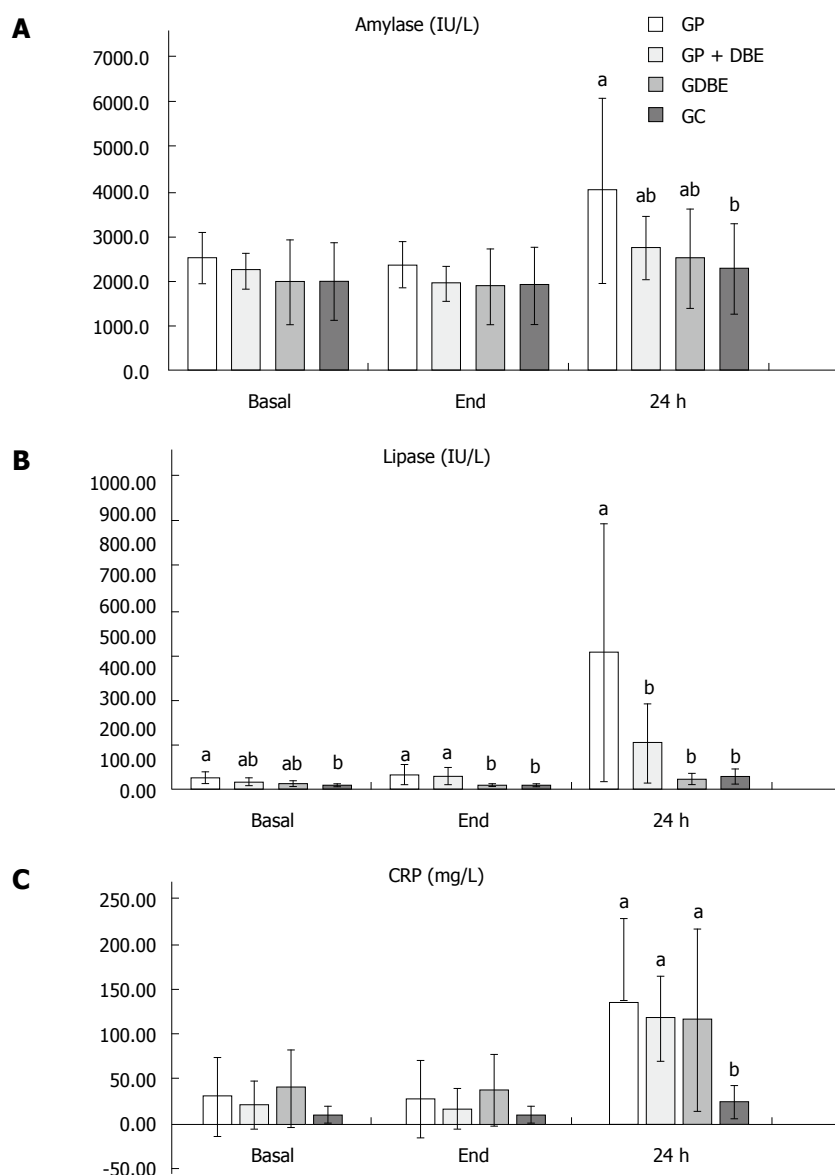 A
Amylase (IU/L)
GP
GP + DBE
GDBE
GC
7000.0
6000.0
5000.0
4000.0
3000.0
2000.0
1000.0
0.0
a
ab
ab
b
Basal
End
24 h
B
Lipase (IU/L)
1000.00
900.00
800.00
700.00
600.00
500.00
400.00
300.00
200.00
100.00
0.00
a
ab
ab
b
a
a
b
b
a
b
b
b
Basal
End
24 h
C
CRP (mg/L)
250.00
200.00
150.00
100.00
50.00
0.00
-50.00
a
a
a
b
Basal
End
24 h